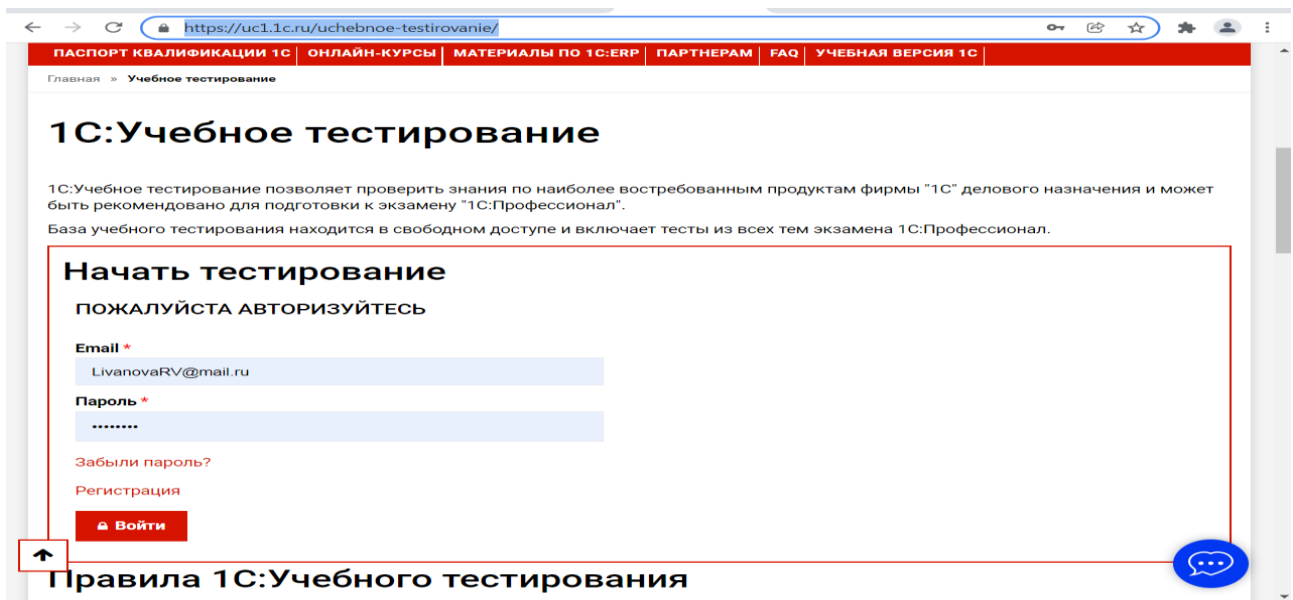 https://uc1.1c.ru/uchebnoe-testirovanie/
ПАСПОРТ КВАЛИФИКАЦИИ 1С ОНЛАЙН-КУРСЫ МАТЕРИАЛЫ ПО 1С:ERP ПАРТНЕРАМ FAQ УЧЕБНАЯ ВЕРСИЯ 1С
Главная » Учебное тестирование
1С:Учебное тестирование
1С:Учебное тестирование позволяет проверить знания по наиболее востребованным продуктам фирмы "1С" делового назначения и может
быть рекомендовано для подготовки к экзамену "1С:Профессионал".
База учебного тестирования находится в свободном доступе и включает тесты из всех тем экзамена 1С:Профессионал.
Начать тестирование
ПОЖАЛУЙСТА АВТОРИЗУЙТЕСЬ
Email *
LivanovaRV@mail.ru
Пароль *
••••••••
Забыли пароль?
Регистрация
Войти
Правила 1С:Учебного тестирования